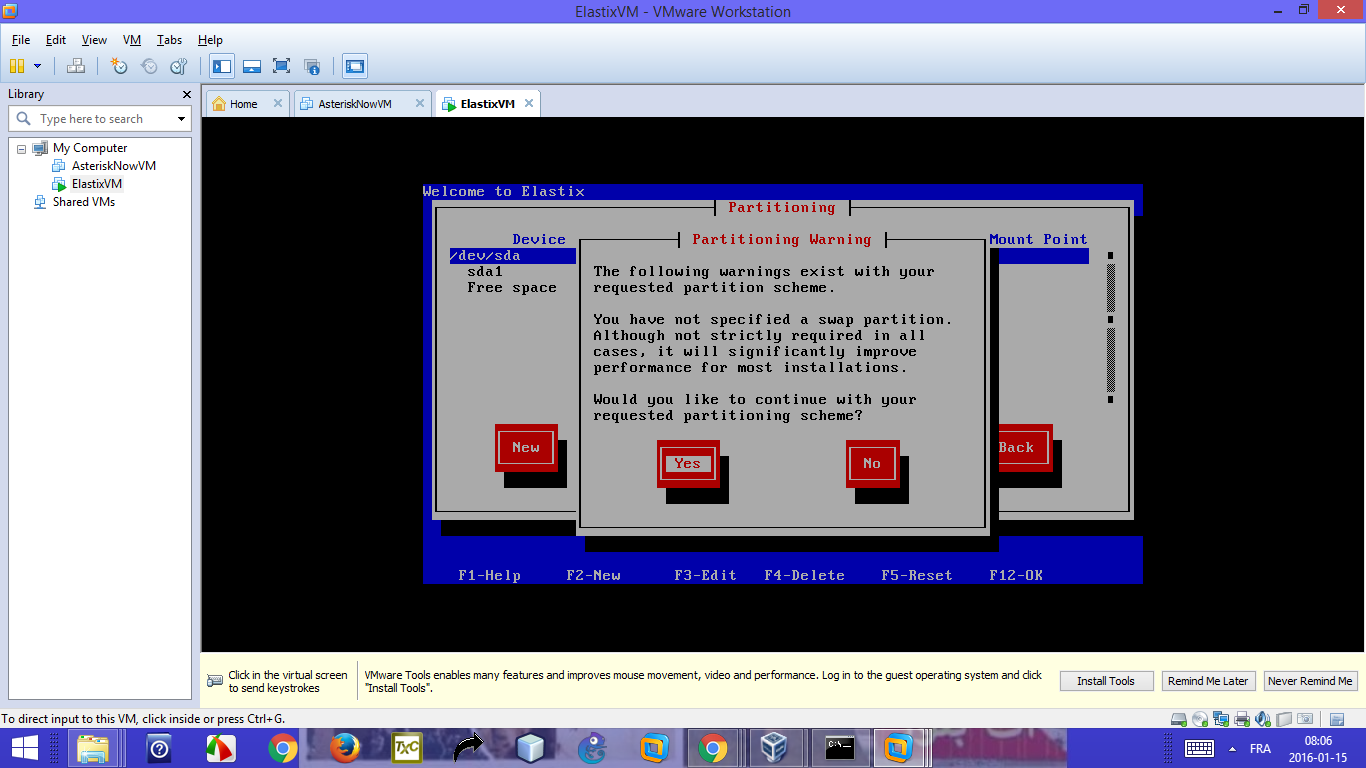 ElastixVM - VMware Workstation
File Edit View VM Tabs Help
Library
Type here to search
My Computer
AsteriskNowVM
ElastixVM
Shared VMs
Home
AsteriskNowVM
ElastixVM
Welcome to Elastix
Partitioning
Device
Partitioning Warning
Mount Point
/dev/sda
sda1
Free space
The following warnings exist with your
requested partition scheme.
You have not specified a swap partition.
Although not strictly required in all
cases, it will significantly improve
performance for most installations.
Would you like to continue with your
requested partitioning scheme?
New
Yes
No
Back
F1-Help F2-New F3-Edit F4-Delete F5-Reset F12-OK
Click in the virtual screen
to send keystrokes
VMware Tools enables many features and improves mouse movement, video and performance. Log in to the guest operating system and click
"Install Tools".
Install Tools
Remind Me Later
Never Remind Me
To direct input to this VM, click inside or press Ctrl+G.
TxC
C:\_
FRA
08:06
2016-01-15